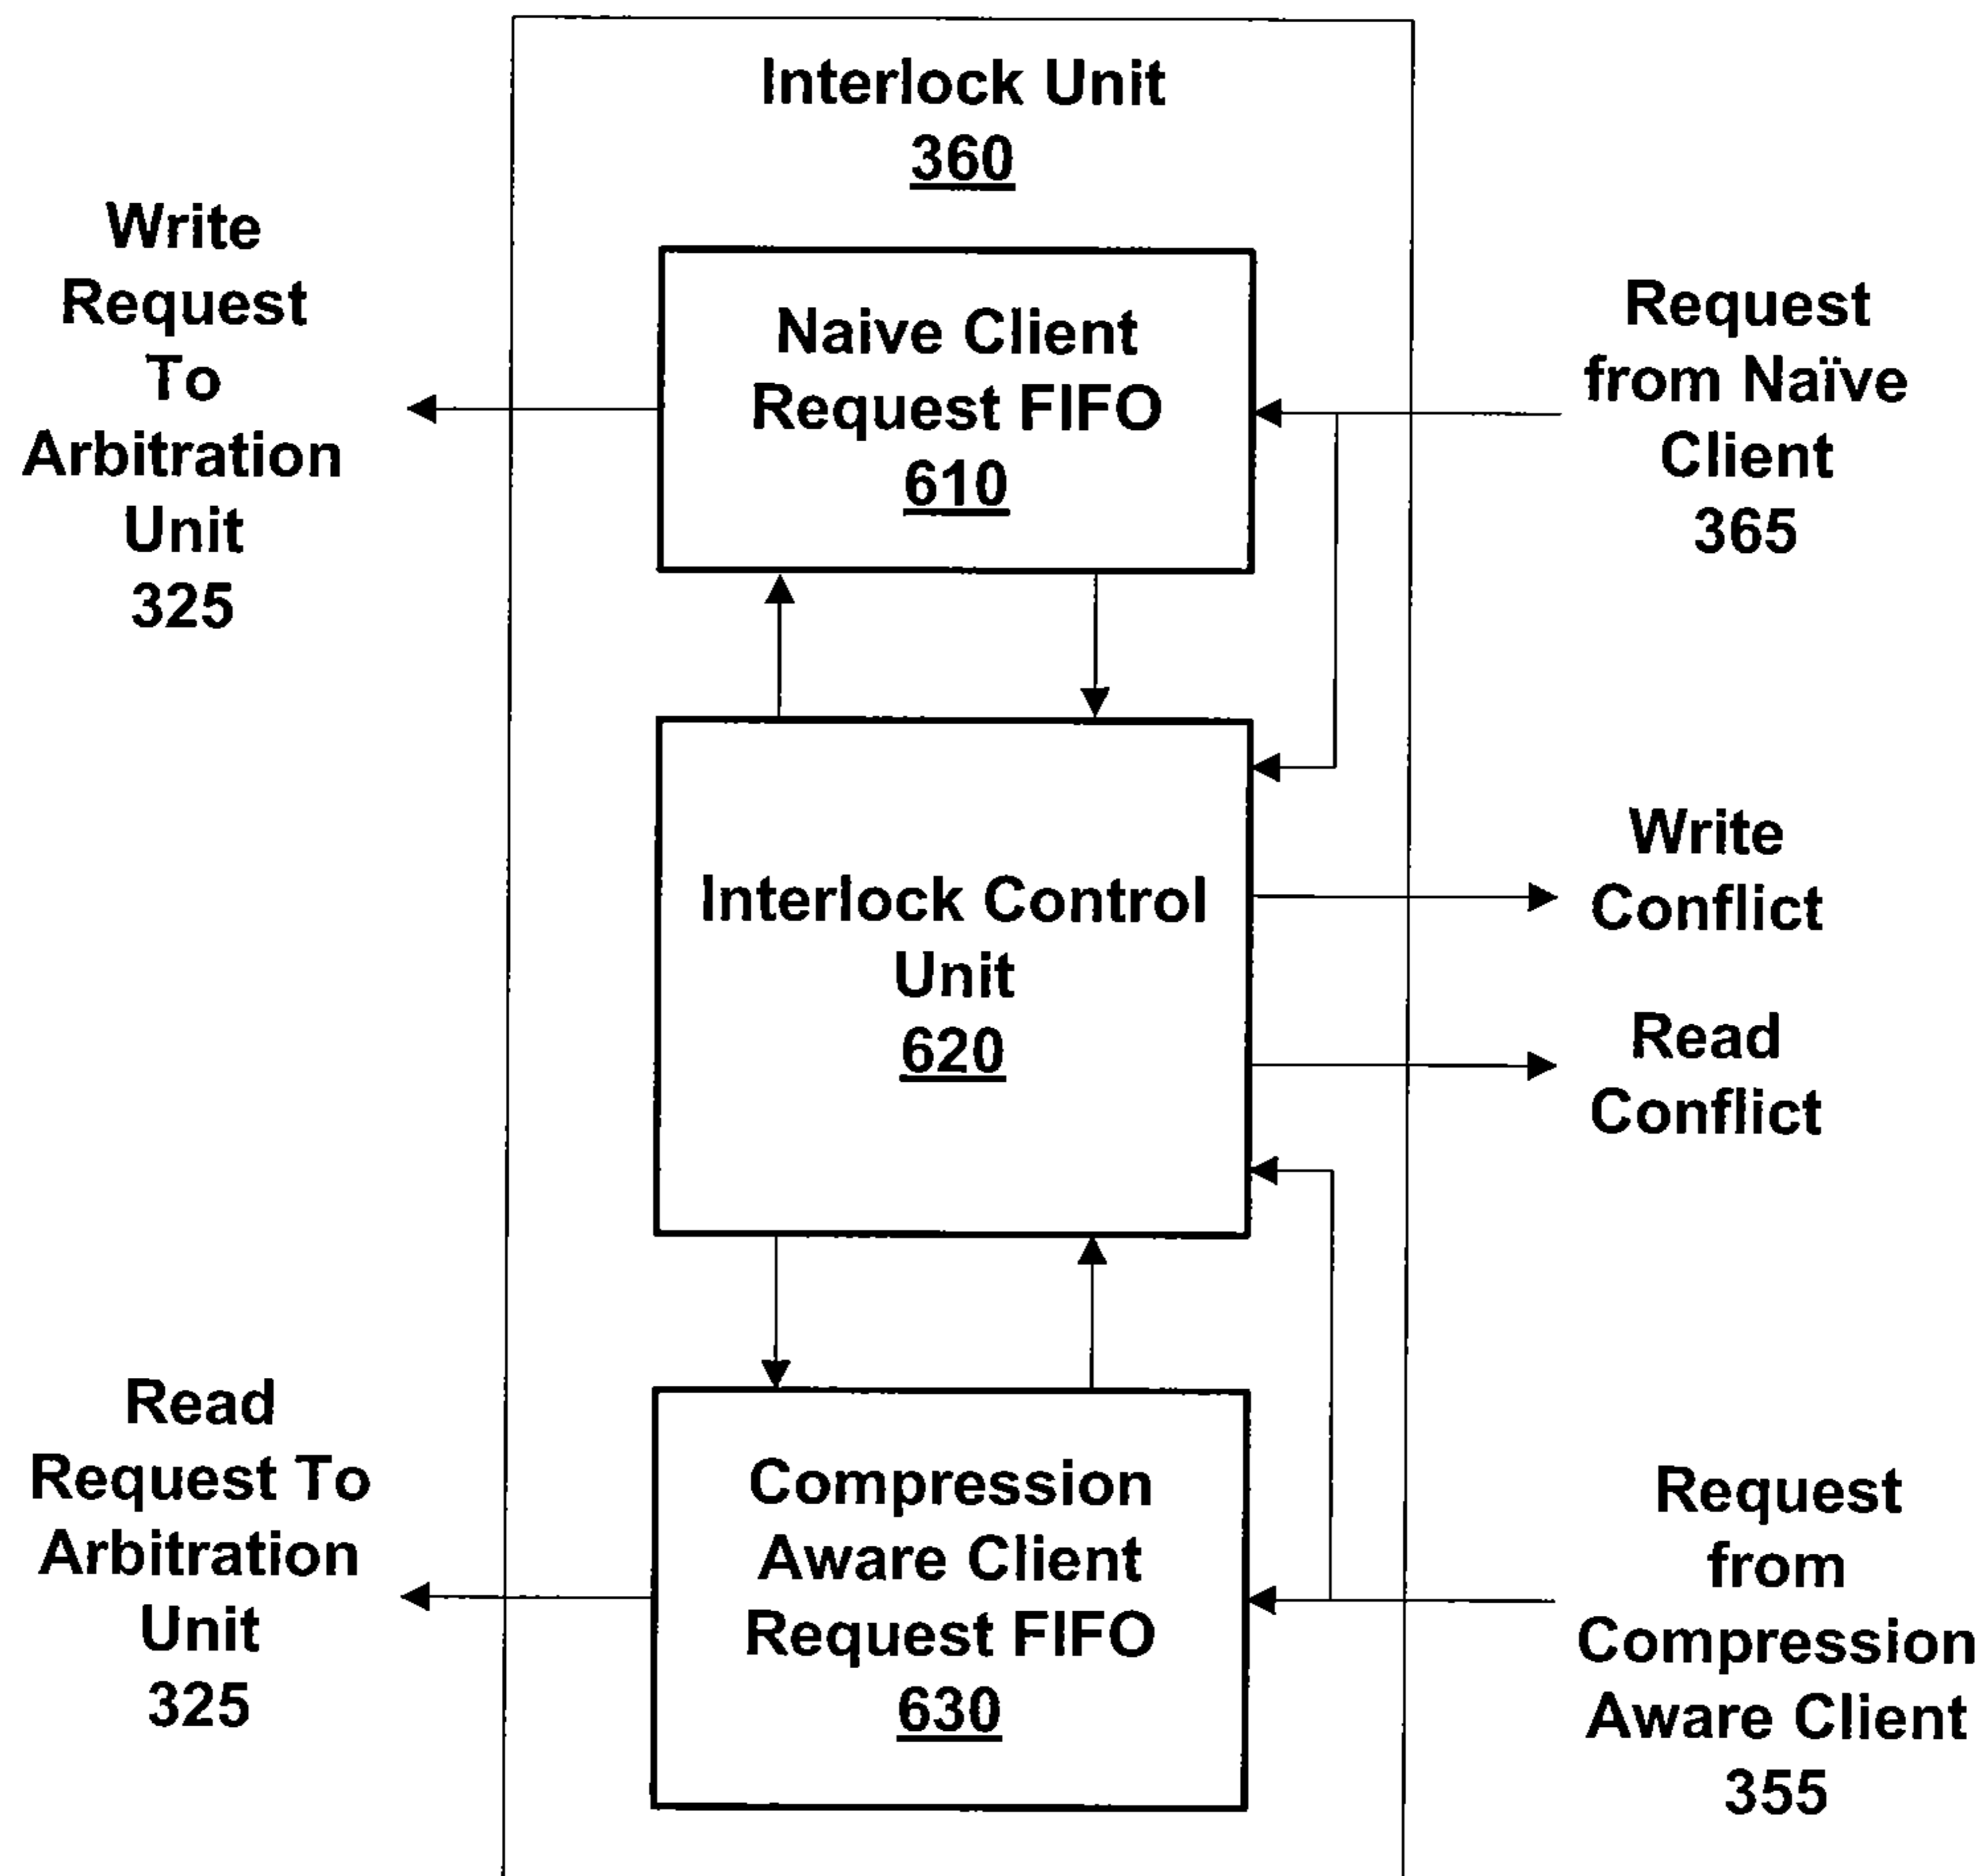 Interlock Unit
360
Write
Request
To
Arbitration
Unit
325
Naive Client
Request FIFO
610
Request
from Naïve
Client
365
Interlock Control
Unit
620
Write
Conflict
Read
Conflict
Read
Request To
Arbitration
Unit
325
Compression
Aware Client
Request FIFO
630
Request
from
Compression
Aware Client
355